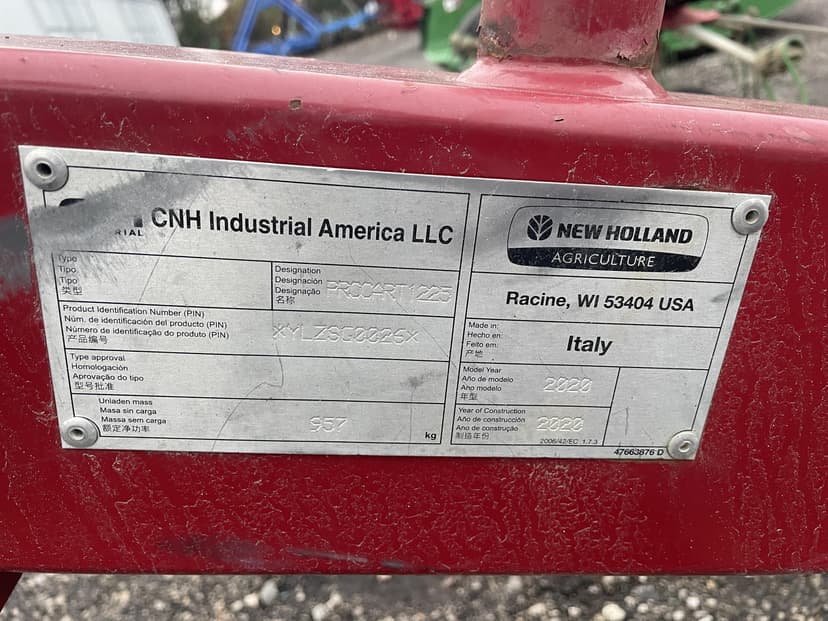 RIAL
CNH Industrial America LLC
Type
Tipo
Tipo
类型
Designation
Designación
Designação
名称
PROCART1225
Product Identification Number (PIN)
Núm. de identificación del producto (PIN)
Número de identificação do produto (PIN)
产品编号
Type approval
Homologación
Aprovação do tipo
型号批准
Unladen mass
Masa sin carga
Massa sem carga
额定净功率
957
kg
NEW HOLLAND
AGRICULTURE
Racine, WI 53404 USA
Made in:
Hecho en:
Feito em:
产地
Italy
Model Year
Año de modelo
Ano modelo
年型
2020
Year of Construction
Año de construcción
Ano de construção
制造年份
2020
2006/42/EC 1.7.3
47663876 D